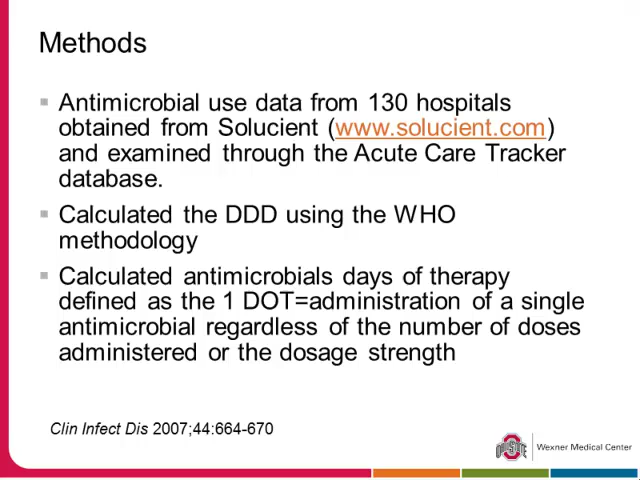 Methods
Antimicrobial use data from 130 hospitals
obtained from Solucient (www.solucient.com)
and examined through the Acute Care Tracker
database.
Calculated the DDD using the WHO
methodology
Calculated antimicrobials days of therapy
defined as the 1 DOT=administration of a single
antimicrobial regardless of the number of doses
administered or the dosage strength
Clin Infect Dis 2007;44:664-670
OHIO STATE
Wexner Medical Center